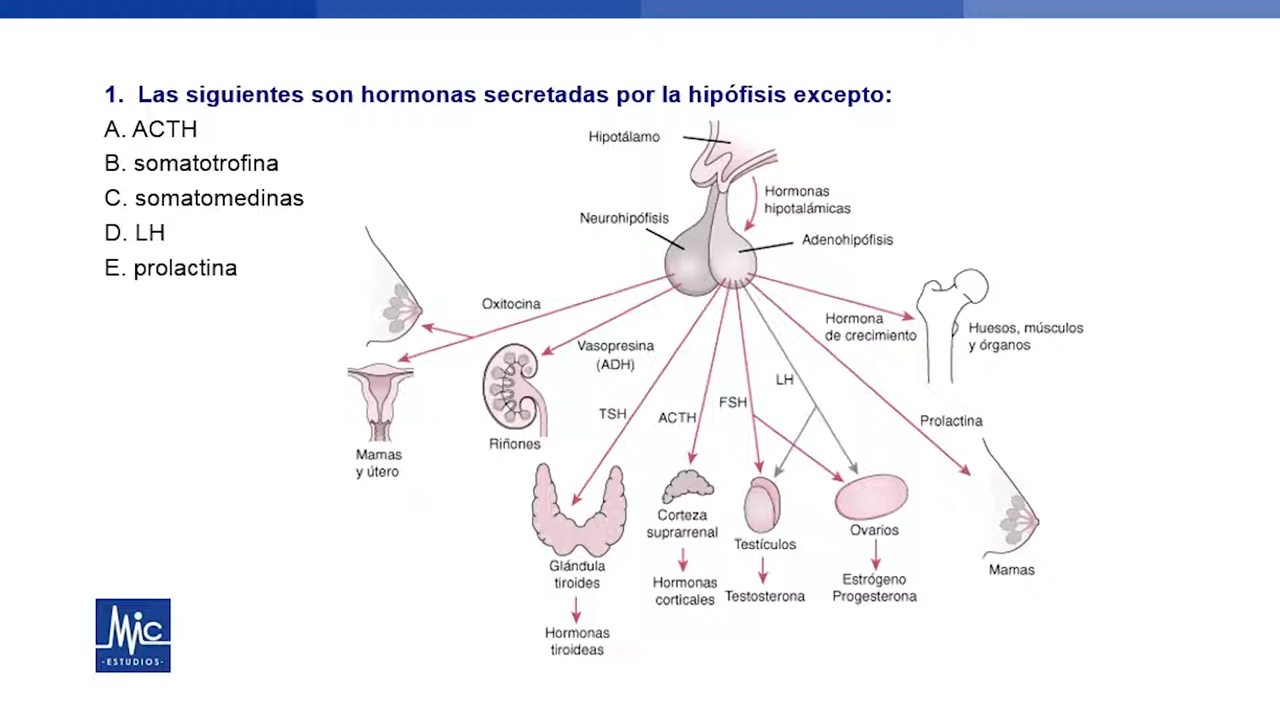 1. Las siguientes son hormonas secretadas por la hipófisis excepto:
A. ACTH
B. somatotrofina
C. somatomedinas
D. LH
E. prolactina
Hipotálamo
Hormonas
hipotalámicas
Neurohipófisis
Adenohipófisis
Oxitocina
Hormona
de crecimiento
Huesos, músculos
y órganos
Vasopresina
(ADH)
LH
TSH
ACTH
FSH
Prolactina
Riñones
Mamas
y útero
Corteza
suprarrenal
Testículos
Ovarios
Glándula
tiroides
Mamas
Hormonas
corticales
Testosterona
Estrógeno
Progesterona
Hormonas
tiroideas
Mic
·ESTUDIOS·